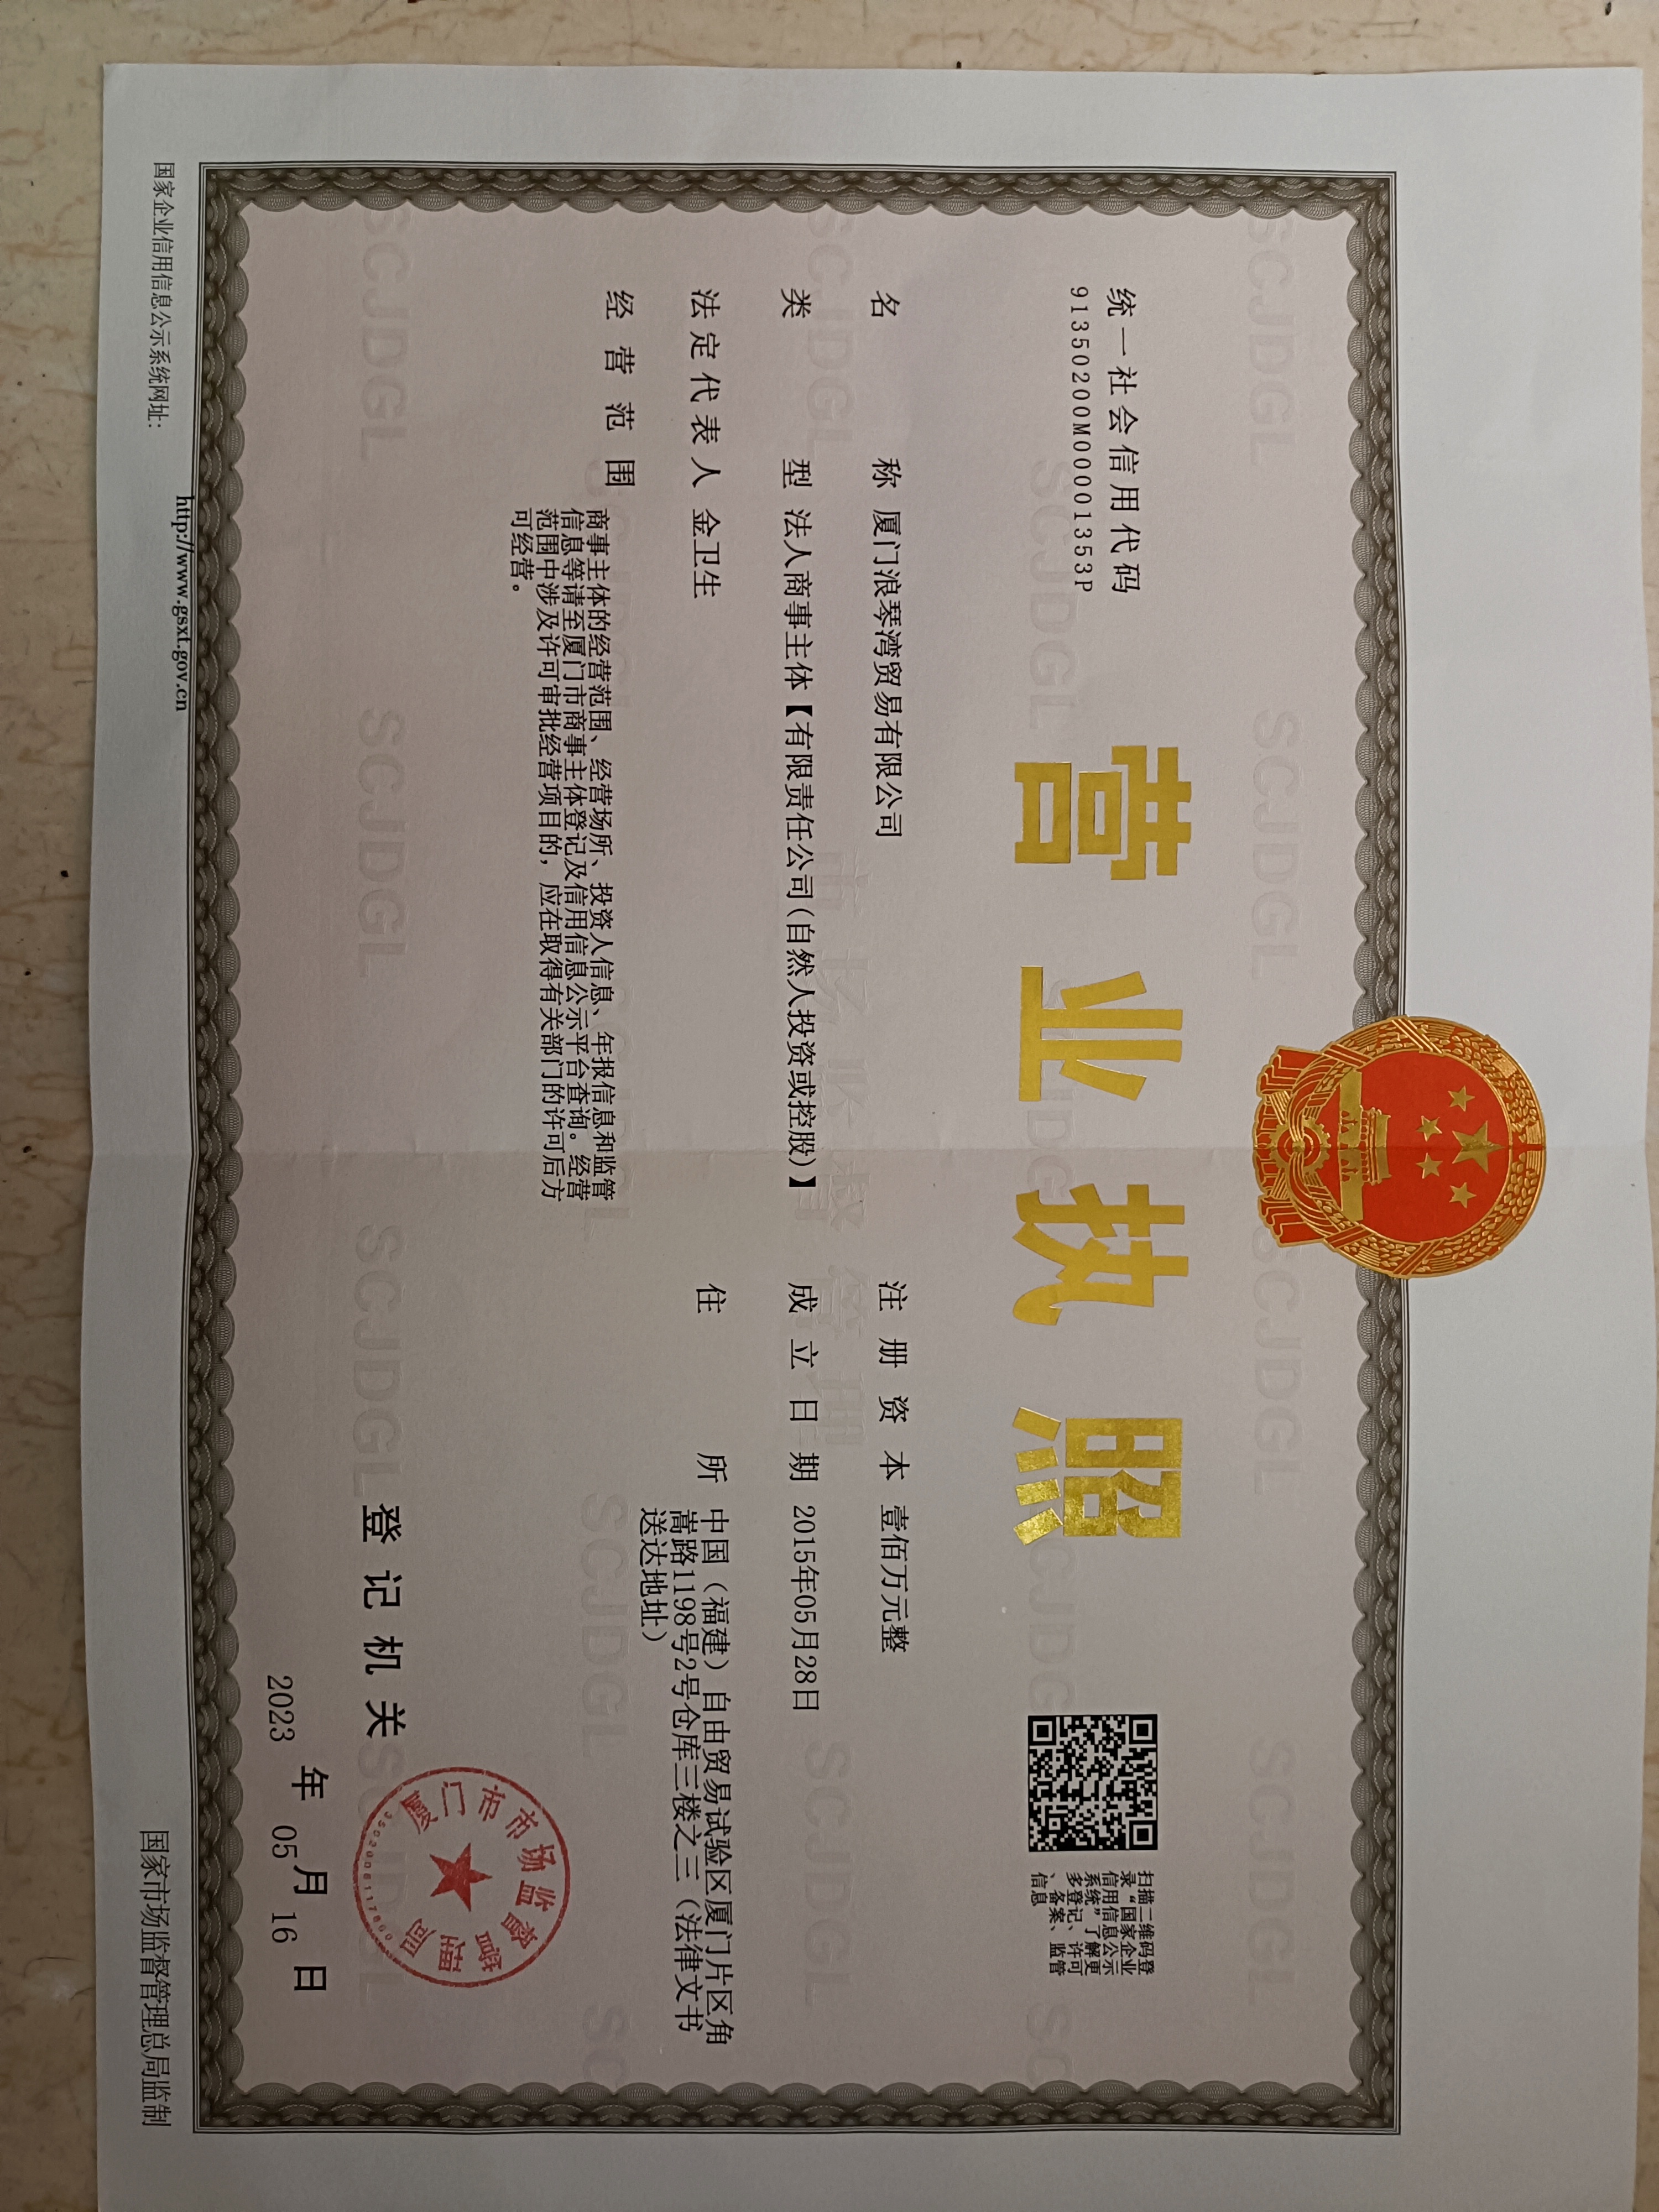 统一社会信用代码
91350200M00001353P
营业执照
扫描二维码登
录“国家企业
信用信息公示
系统”了解更
多登记、许可
、备案、监管
信息
名称 厦门浪琴湾贸易有限公司
注册资本 壹佰万元整
类型 法人商事主体【有限责任公司(自然人投资或控股)】
成立日期 2015年05月28日
法定代表人 金卫生
住所 中国（福建）自由贸易试验区厦门片区角
嵩路1198号2号仓库三楼之三（法律文书
送达地址）
经营范围 商事主体的经营范围、经营场所、投资人信息、年报信息和监管
信息等请至厦门市商事主体登记及信用信息公示平台查询。经营
范围中涉及许可审批经营项目的，应在取得有关部门的许可后方
可经营。
登记机关
厦门市市场监督管理局
2023年05月16日
国家企业信用信息公示系统网址：
http://www.gsxt.gov.cn
国家市场监督管理总局监制
SCJDGL